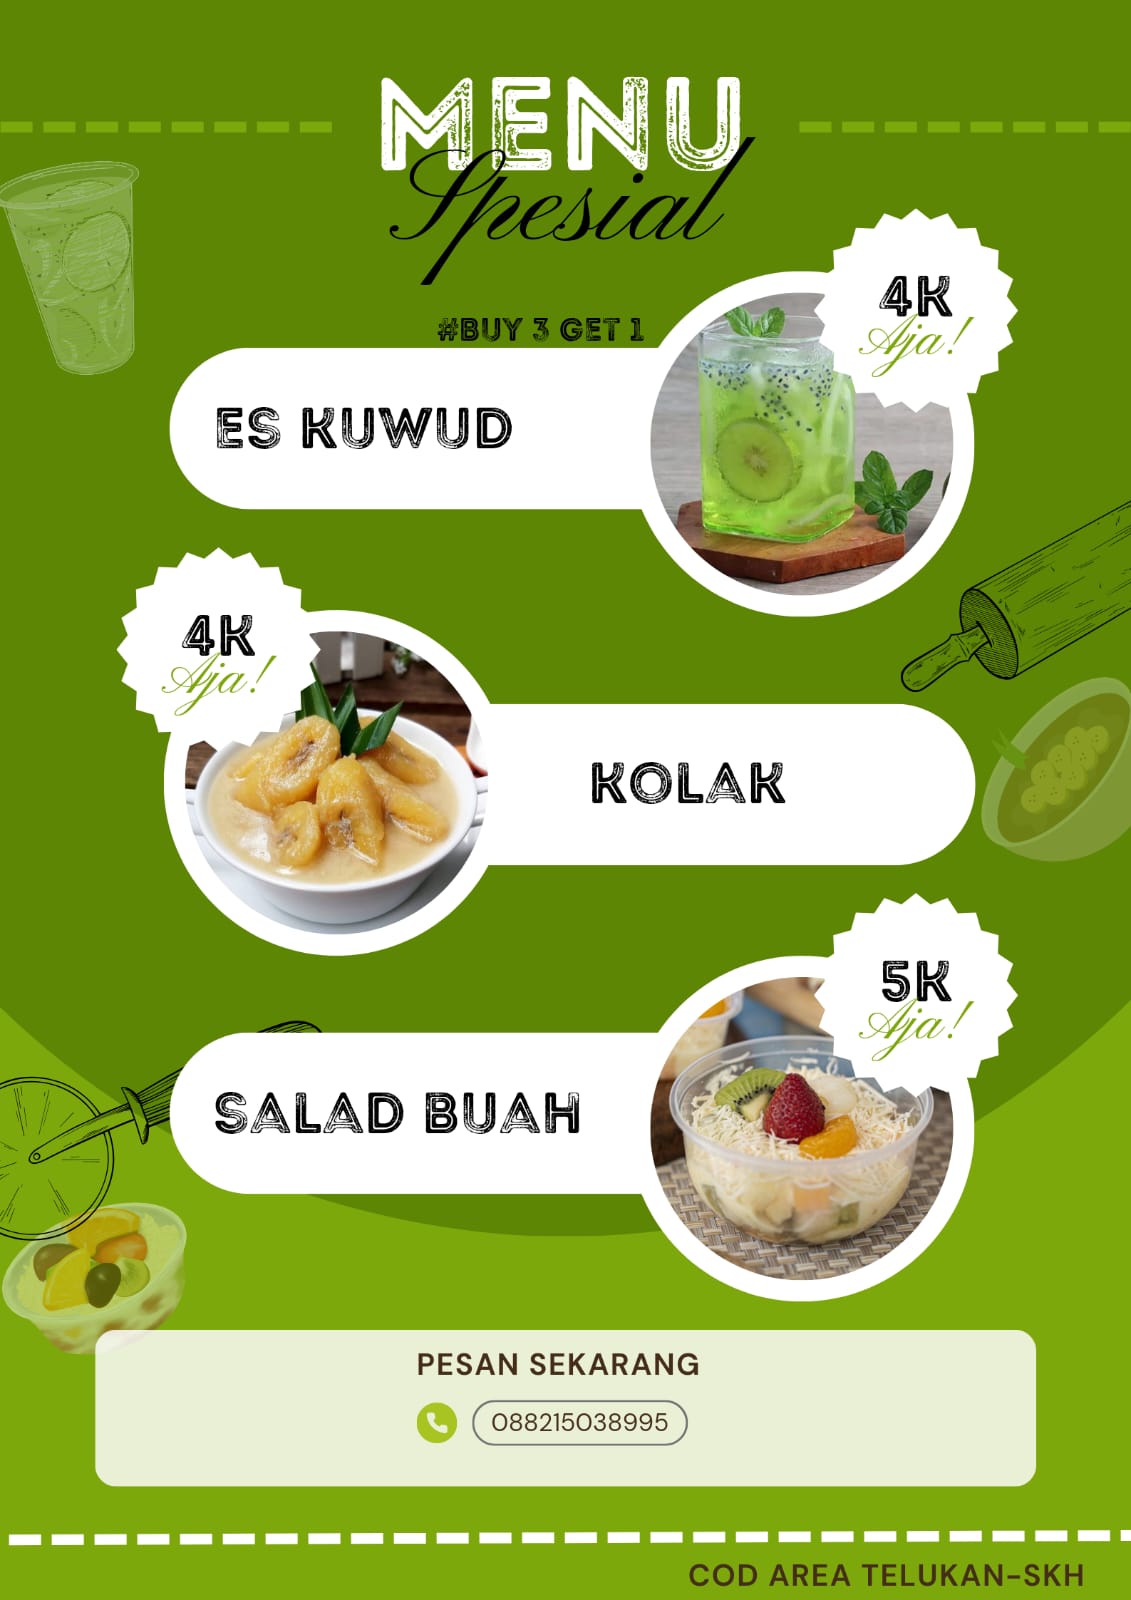 MENU
Spesial
4K
Aja!
#BUY 3 GET 1
ES KUWUD
4K
Aja!
KOLAK
5K
Aja!
SALAD BUAH
PESAN SEKARANG
088215038995
COD AREA TELUKAN-SKH